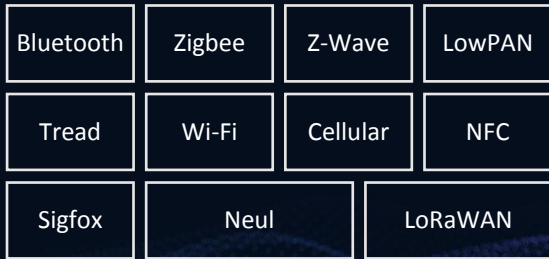 Bluetooth Zigbee Z-Wave LowPAN
Tread Wi-Fi Cellular NFC
Sigfox Neul LoRaWAN